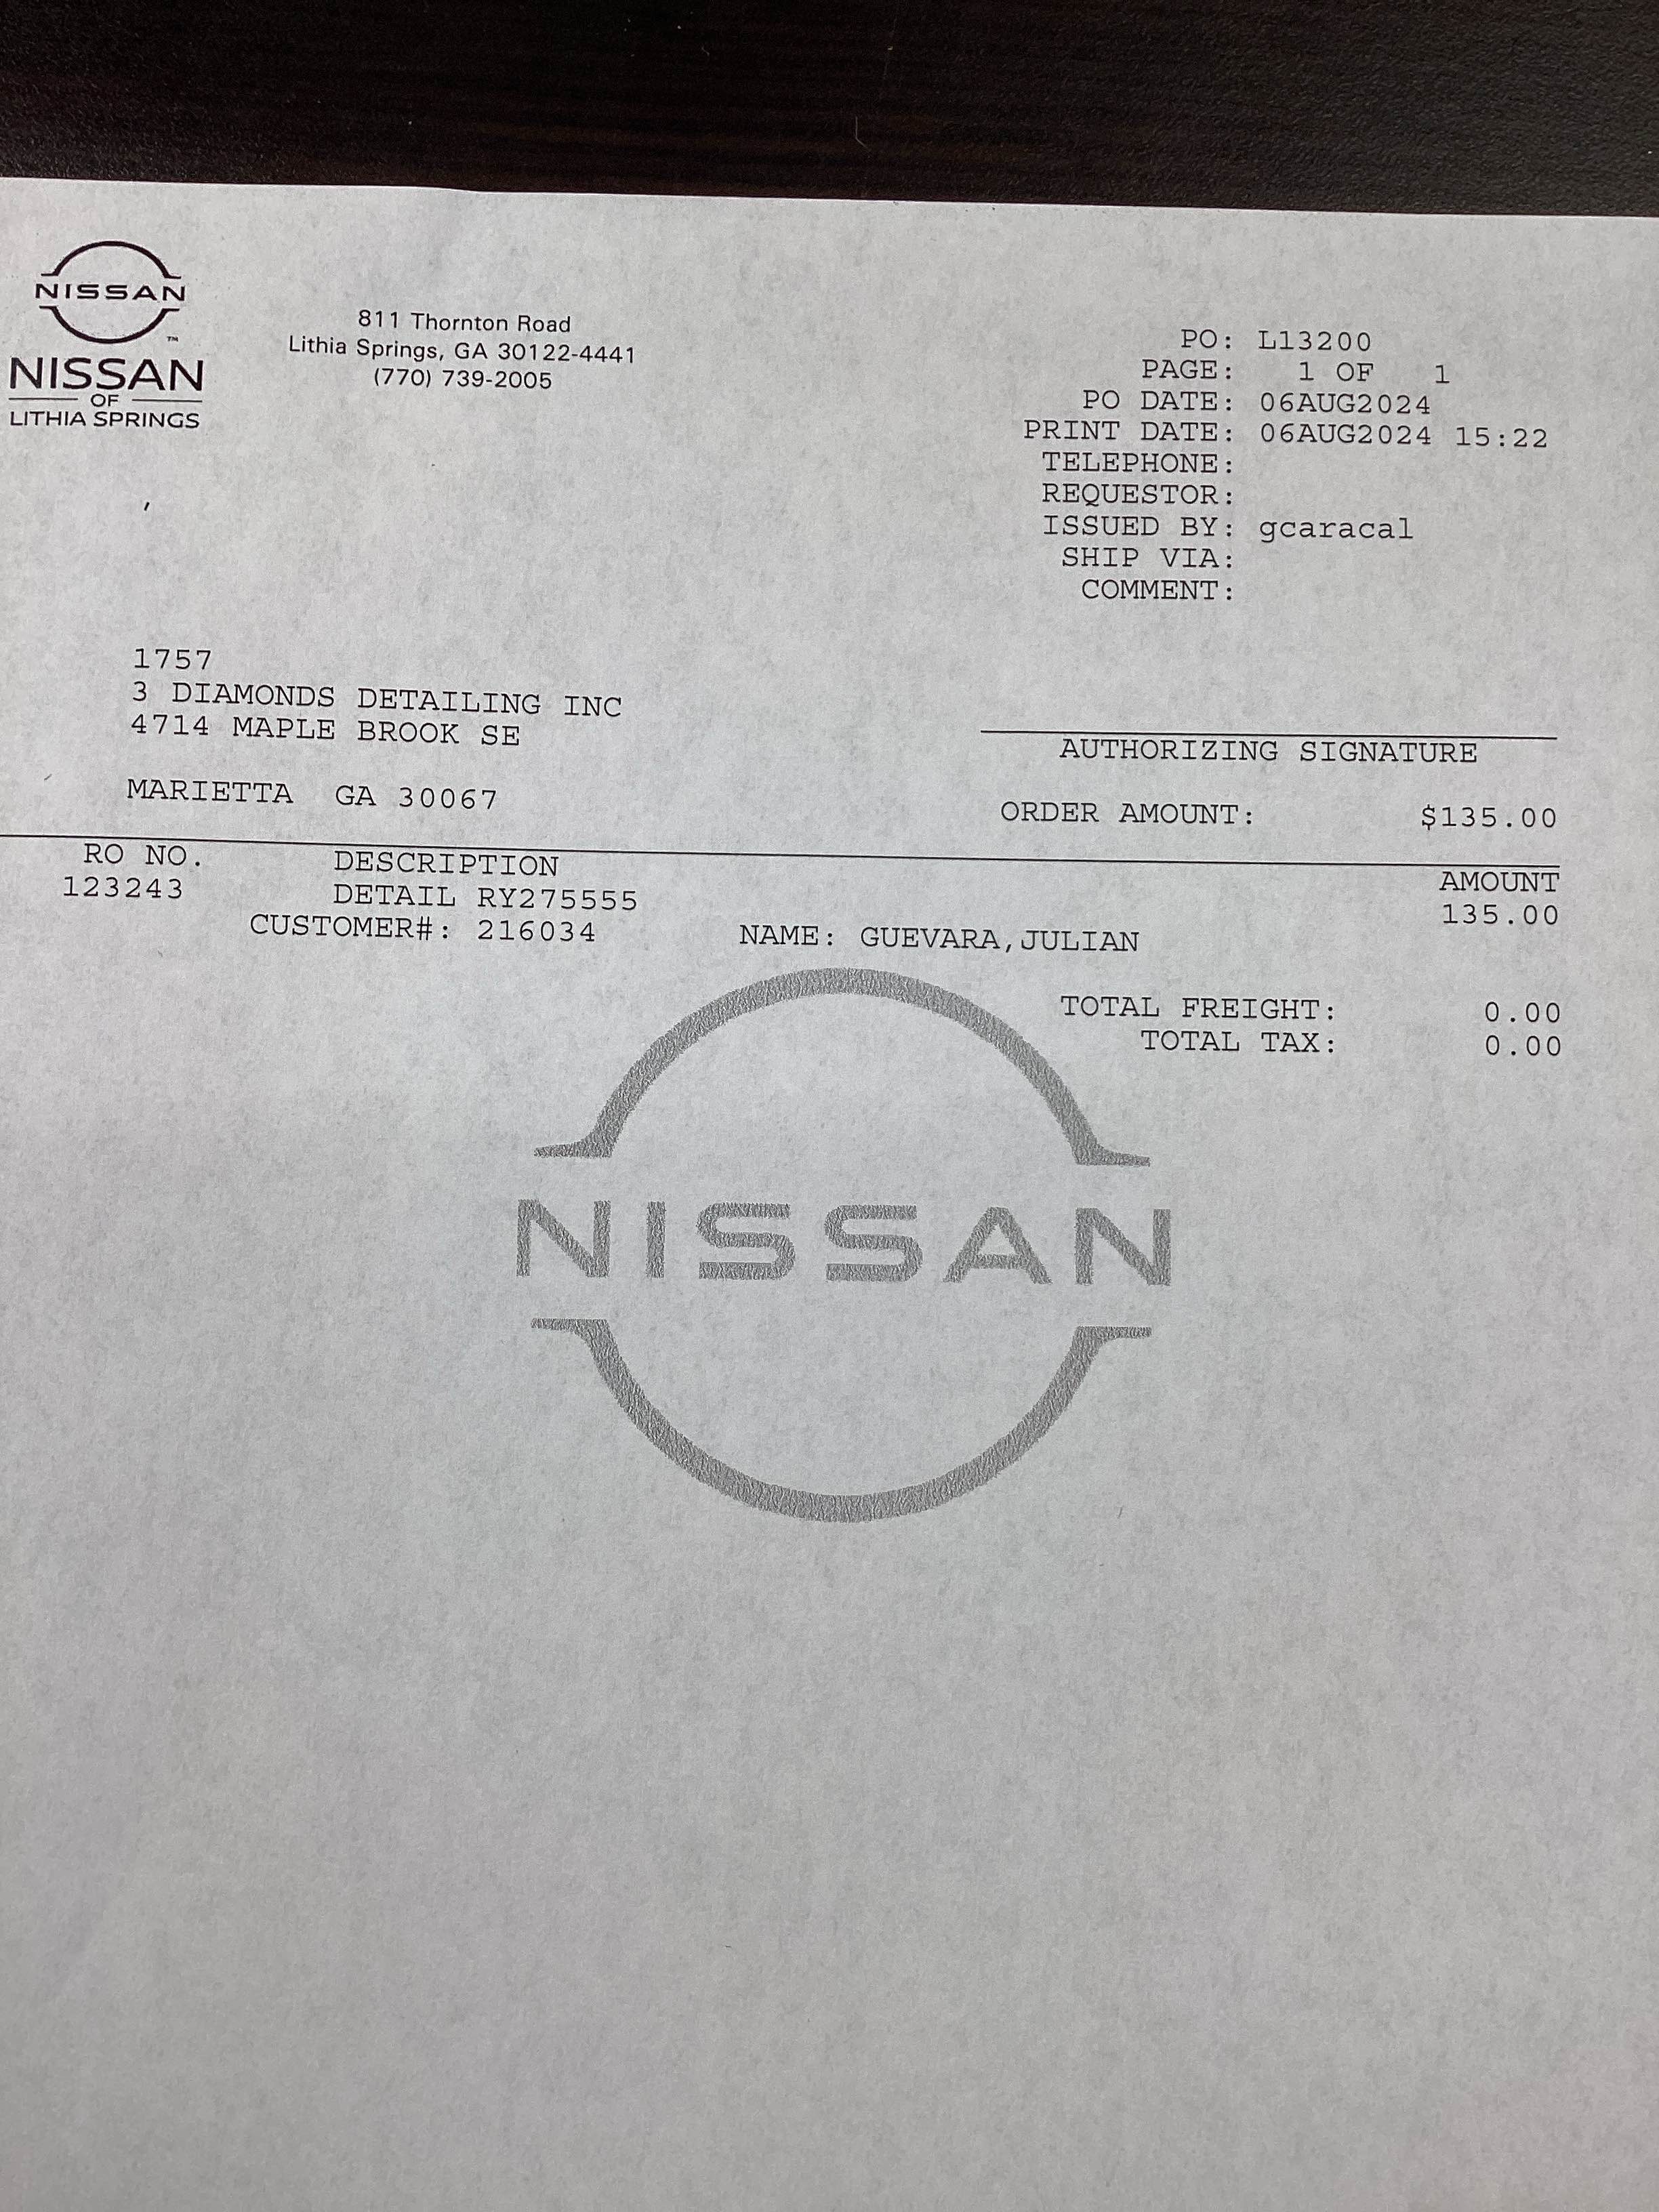 NISSAN
TM
NISSAN
OF
LITHIA SPRINGS
811 Thornton Road
Lithia Springs, GA 30122-4441
(770) 739-2005
PO: L13200
PAGE: 1 OF 1
PO DATE: 06AUG2024
PRINT DATE: 06AUG2024 15:22
TELEPHONE:
REQUESTOR:
ISSUED BY: gcaracal
SHIP VIA:
COMMENT:
1757
3 DIAMONDS DETAILING INC
4714 MAPLE BROOK SE
MARIETTA GA 30067
AUTHORIZING SIGNATURE
ORDER AMOUNT: $135.00
RO NO. DESCRIPTION AMOUNT
123243 DETAIL RY275555 135.00
CUSTOMER#: 216034 NAME: GUEVARA,JULIAN
TOTAL FREIGHT: 0.00
TOTAL TAX: 0.00
NISSAN